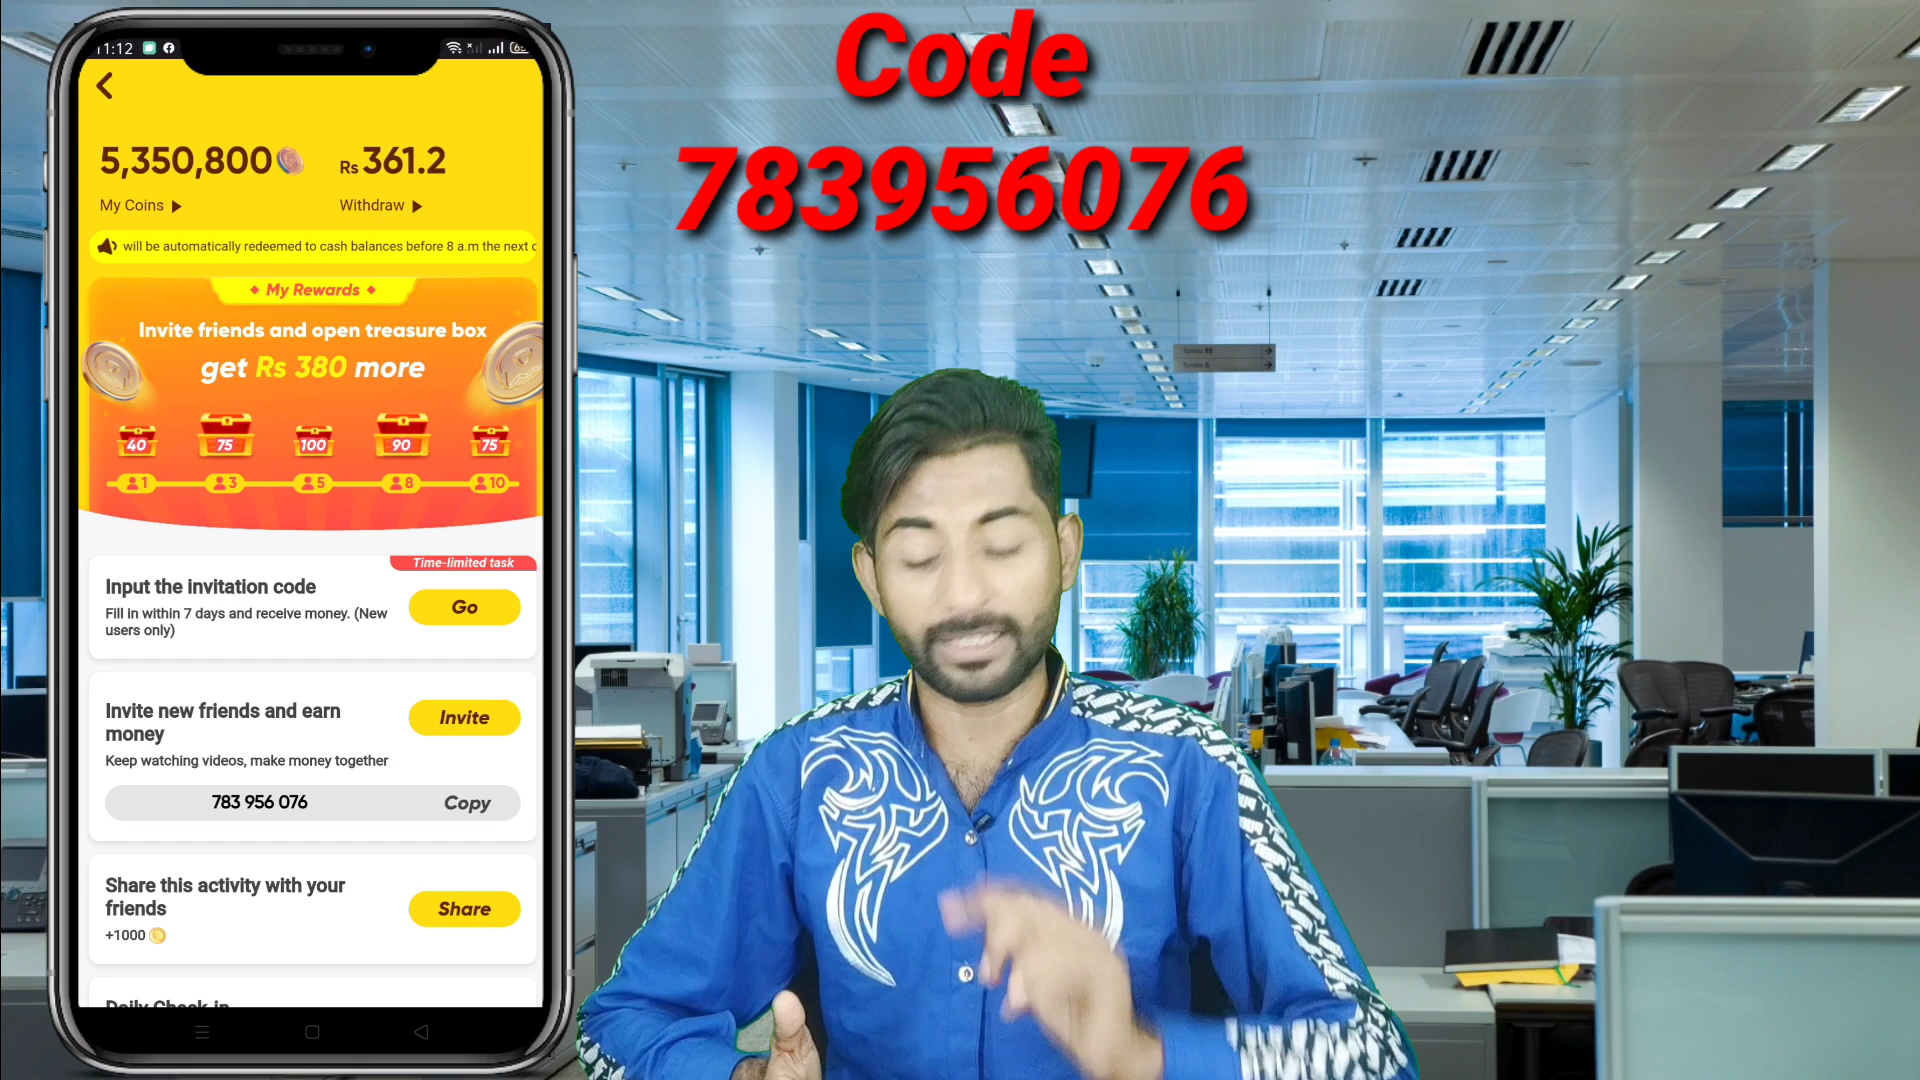 Code
783956076
11:12
5,350,800 Rs 361.2
My Coins Withdraw
will be automatically redeemed to cash balances before 8 a.m the next
My Rewards
Invite friends and open treasure box
get Rs 380 more
40 75 100 90 75
1 3 5 8 10
Time-limited task
Input the invitation code
Go
Fill in within 7 days and receive money. (New
users only)
Invite new friends and earn
money
Invite
Keep watching videos, make money together
783 956 076 Copy
Share this activity with your
friends
Share
+1000
Daily Check-in